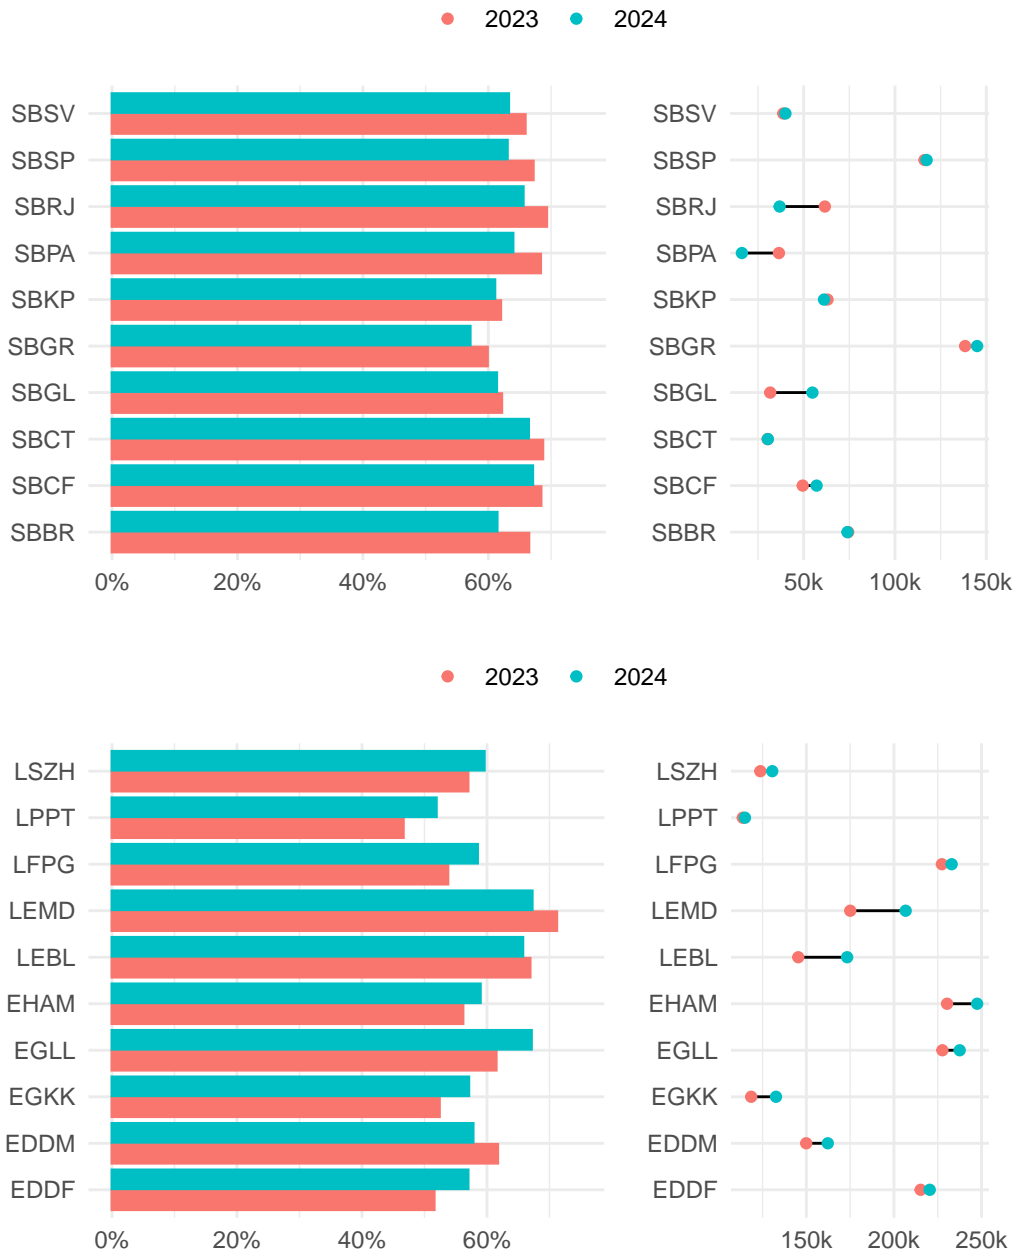 2023 2024
SBSV SBSV
SBSP SBSP
SBRJ SBRJ
SBPA SBPA
SBKP SBKP
SBGR SBGR
SBGL SBGL
SBCT SBCT
SBCF SBCF
SBBR SBBR
0% 20% 40% 60% 50k 100k 150k
2023 2024
LSZH LSZH
LPPT LPPT
LFPG LFPG
LEMD LEMD
LEBL LEBL
EHAM EHAM
EGLL EGLL
EGKK EGKK
EDDM EDDM
EDDF EDDF
0% 20% 40% 60% 150k 200k 250k